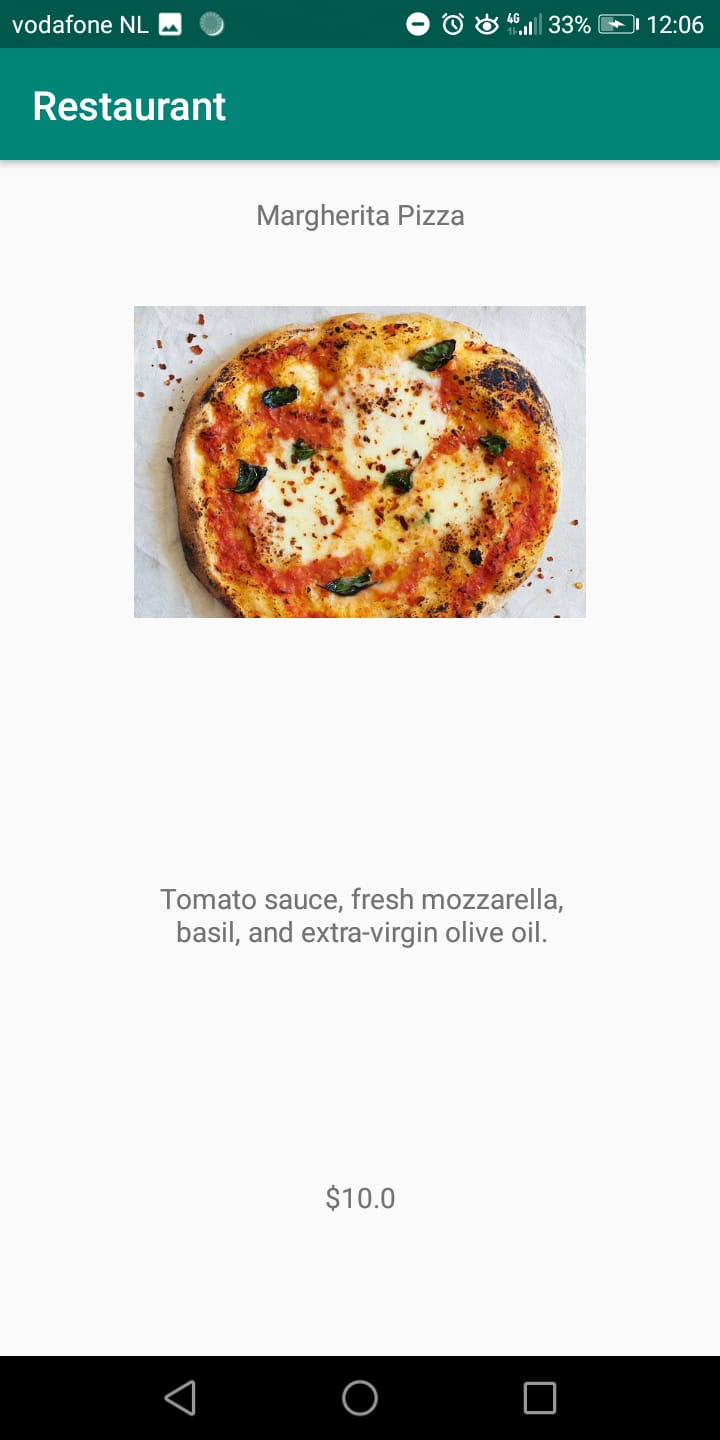 vodafone NL 4G 33% 12:06
Restaurant
Margherita Pizza
Tomato sauce, fresh mozzarella,
basil, and extra-virgin olive oil.
$10.0